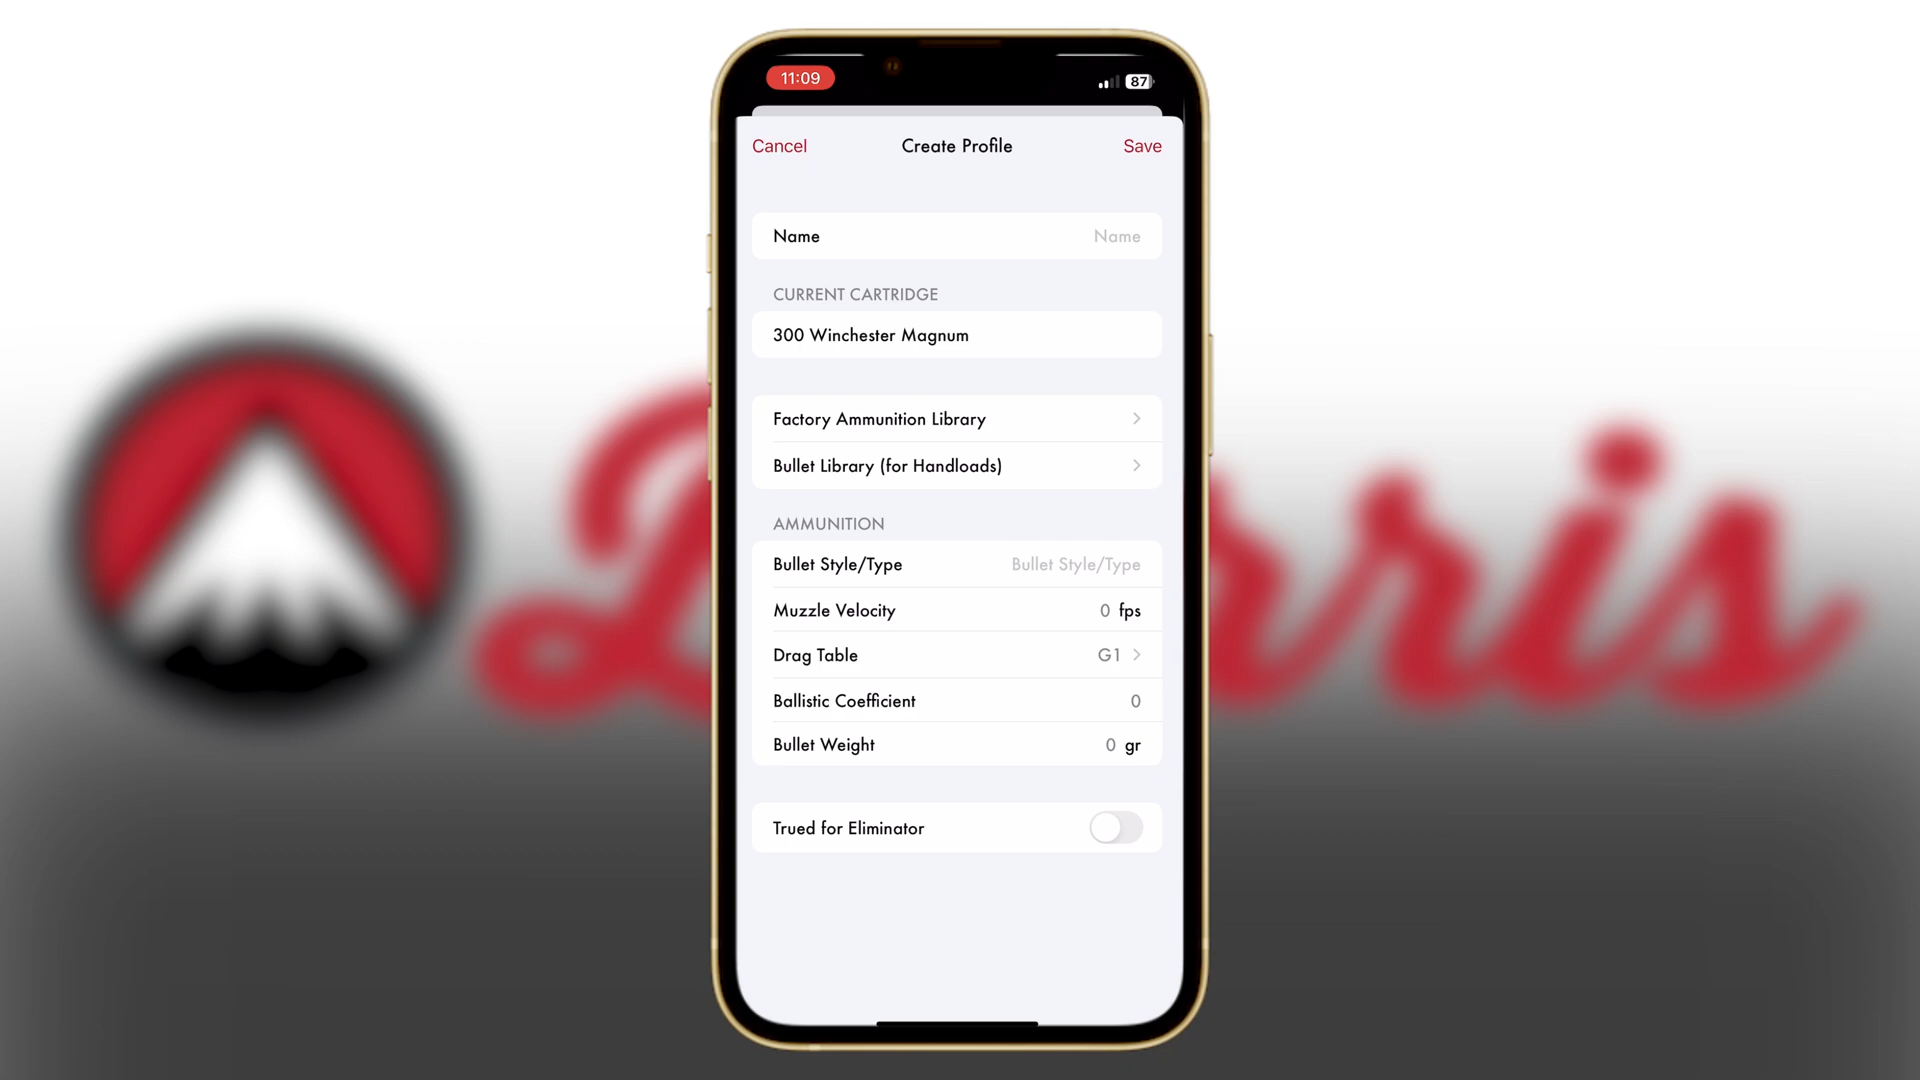 11:09
87
Cancel
Create Profile
Save
Name
Name
CURRENT CARTRIDGE
300 Winchester Magnum
Factory Ammunition Library
Bullet Library (for Handloads)
AMMUNITION
Bullet Style/Type
Bullet Style/Type
Muzzle Velocity
0 fps
Drag Table
G1
Ballistic Coefficient
0
Bullet Weight
0 gr
Trued for Eliminator